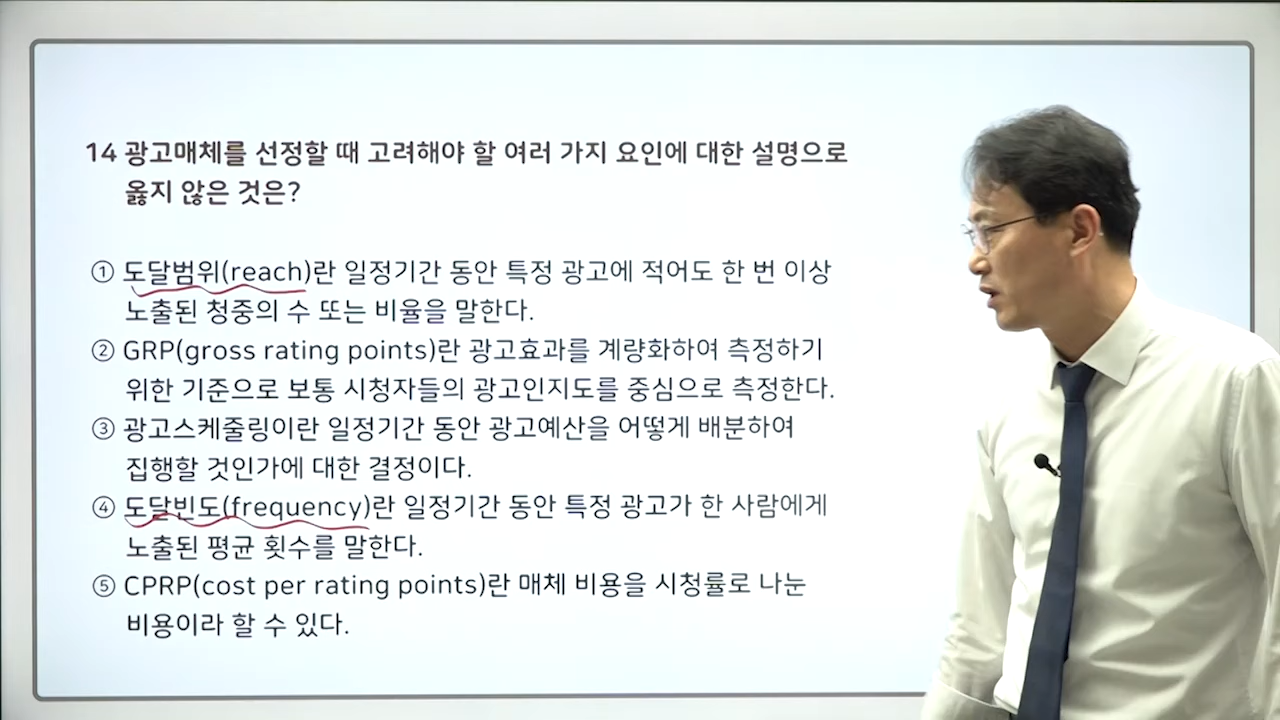 14 광고매체를 선정할 때 고려해야 할 여러 가지 요인에 대한 설명으로
옳지 않은 것은?
① 도달범위(reach)란 일정기간 동안 특정 광고에 적어도 한 번 이상
노출된 청중의 수 또는 비율을 말한다.
② GRP(gross rating points)란 광고효과를 계량화하여 측정하기
위한 기준으로 보통 시청자들의 광고인지도를 중심으로 측정한다.
③ 광고스케줄링이란 일정기간 동안 광고예산을 어떻게 배분하여
집행할 것인가에 대한 결정이다.
④ 도달빈도(frequency)란 일정기간 동안 특정 광고가 한 사람에게
노출된 평균 횟수를 말한다.
⑤ CPRP(cost per rating points)란 매체 비용을 시청률로 나눈
비용이라 할 수 있다.